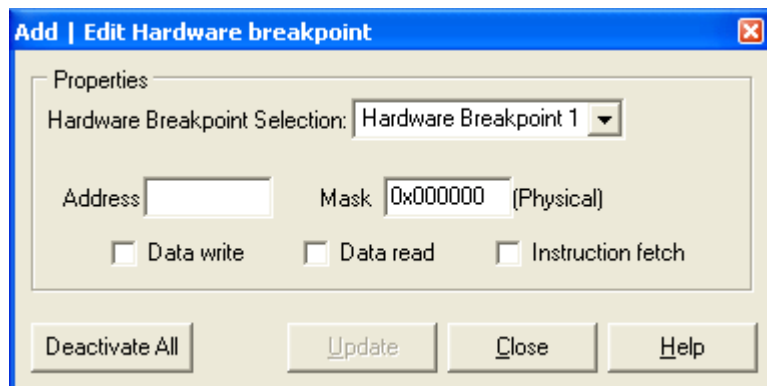 Add | Edit Hardware breakpoint
Properties
Hardware Breakpoint Selection: Hardware Breakpoint 1
Address Mask 0x000000 (Physical)
Data write Data read Instruction fetch
Deactivate All Update Close Help